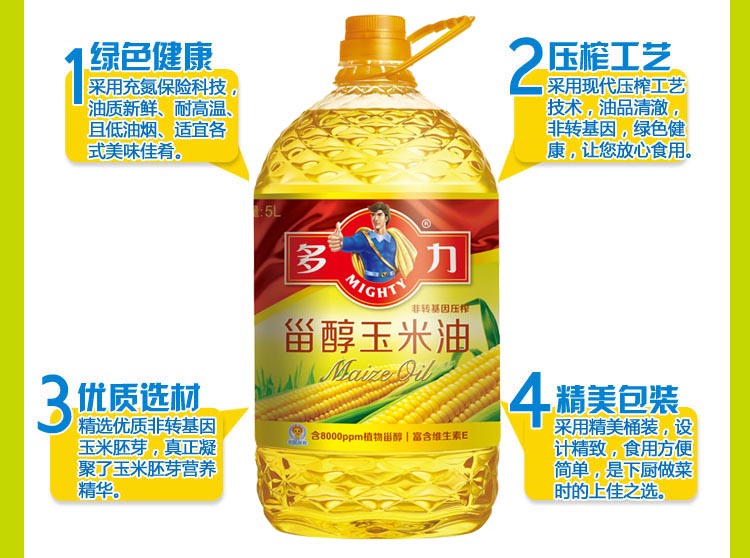 1 绿色健康
采用充氮保险科技，
油质新鲜、耐高温、
且低油烟、适宜各
式美味佳肴。
2 压榨工艺
采用现代压榨工艺
技术，油品清澈，
非转基因，绿色健
康，让您放心食用。
量:5L
多力
®
MIGHTY
非转基因压榨
甾醇玉米油
Maize Oil
含8000ppm植物甾醇｜富含维生素E
3 优质选材
精选优质非转基因
玉米胚芽，真正凝
聚了玉米胚芽营养
精华。
4 精美包装
采用精美桶装，设
计精致，食用方便
简单，是下厨做菜
时的上佳之选。